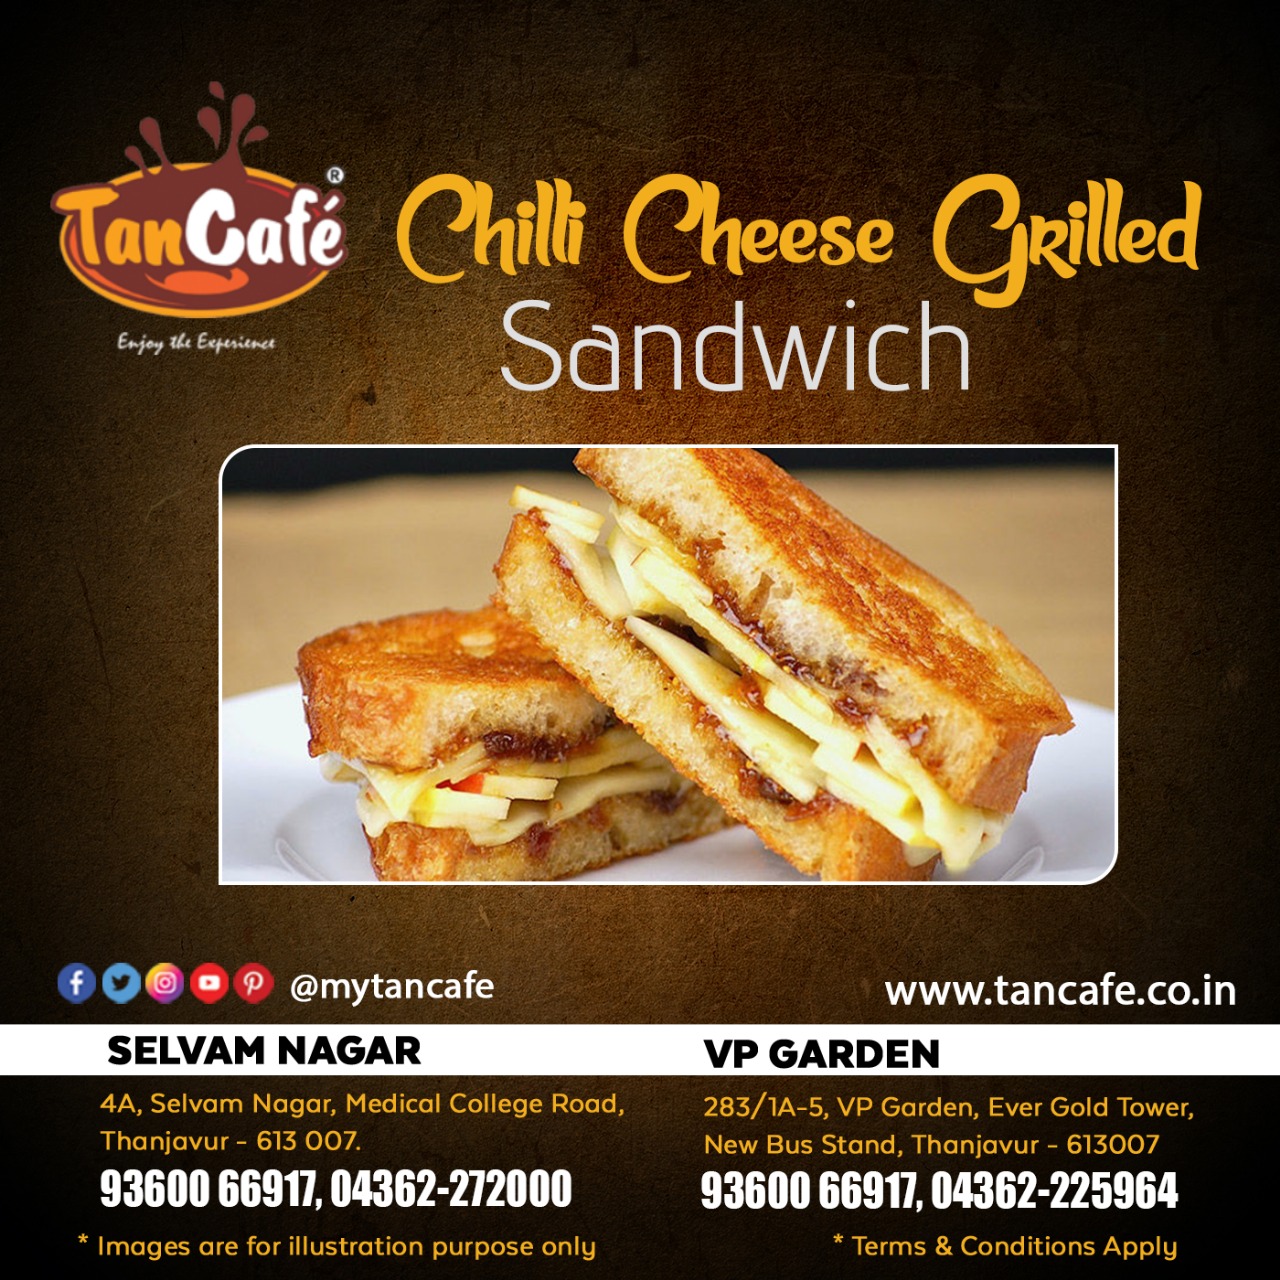 TanCafé®
Enjoy the Experience
Chilli Cheese Grilled
Sandwich
@mytancafe
www.tancafe.co.in
SELVAM NAGAR
4A, Selvam Nagar, Medical College Road,
Thanjavur - 613 007.
93600 66917, 04362-272000
* Images are for illustration purpose only
VP GARDEN
283/1A-5, VP Garden, Ever Gold Tower,
New Bus Stand, Thanjavur - 613007
93600 66917, 04362-225964
* Terms & Conditions Apply